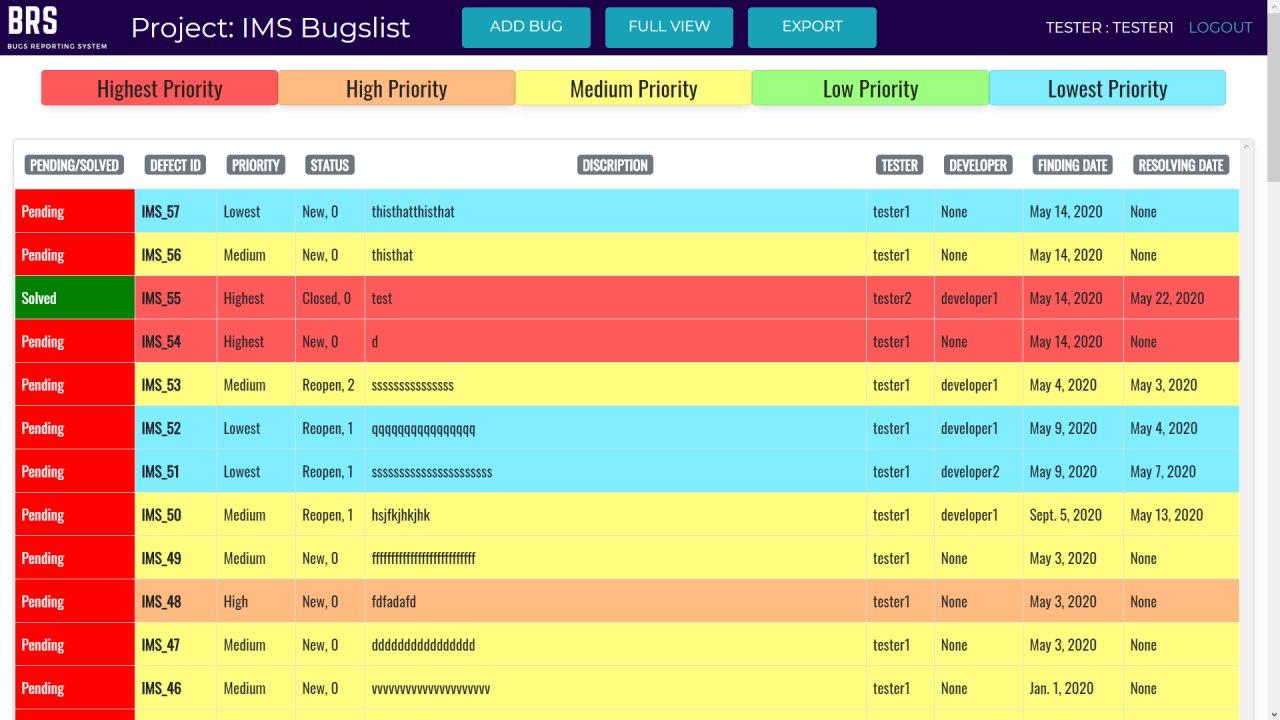 BRS
BUGS REPORTING SYSTEM
Project: IMS Bugslist
ADD BUG
FULL VIEW
EXPORT
TESTER : TESTER1 LOGOUT
Highest Priority High Priority Medium Priority Low Priority Lowest Priority
PENDING/SOLVED DEFECT ID PRIORITY STATUS DISCRIPTION TESTER DEVELOPER FINDING DATE RESOLVING DATE
Pending IMS_57 Lowest New, 0 thisthatthisthat tester1 None May 14, 2020 None
Pending IMS_56 Medium New, 0 thisthat tester1 None May 14, 2020 None
Solved IMS_55 Highest Closed, 0 test tester2 developer1 May 14, 2020 May 22, 2020
Pending IMS_54 Highest New, 0 d tester1 None May 14, 2020 None
Pending IMS_53 Medium Reopen, 2 sssssssssssssss tester1 developer1 May 4, 2020 May 3, 2020
Pending IMS_52 Lowest Reopen, 1 qqqqqqqqqqqqqqqq tester1 developer1 May 9, 2020 May 4, 2020
Pending IMS_51 Lowest Reopen, 1 sssssssssssssssssssssss tester1 developer2 May 9, 2020 May 7, 2020
Pending IMS_50 Medium Reopen, 1 hsjfkjhkjhk tester1 developer1 Sept. 5, 2020 May 13, 2020
Pending IMS_49 Medium New, 0 fffffffffffffffffffffffffff tester1 None May 3, 2020 None
Pending IMS_48 High New, 0 fdfadafd tester1 None May 3, 2020 None
Pending IMS_47 Medium New, 0 dddddddddddddddd tester1 None May 3, 2020 None
Pending IMS_46 Medium New, 0 vvvvvvvvvvvvvvvvvvv tester1 None Jan. 1, 2020 None